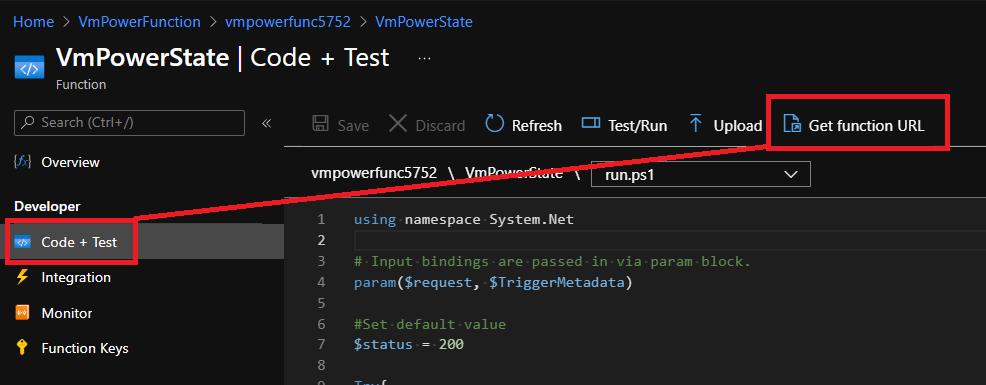 Home > VmPowerFunction > vmpowerfunc5752 > VmPowerState
VmPowerState | Code + Test ...
Function
Search (Ctrl+/) «
Save Discard Refresh Test/Run Upload Get function URL
Overview
vmpowerfunc5752 \ VmPowerState \ run.ps1
Developer
Code + Test
Integration
Monitor
Function Keys
1 using namespace System.Net
2
3 # Input bindings are passed in via param block.
4 param($request, $TriggerMetadata)
5
6 #Set default value
7 $status = 200
8
9 Try{